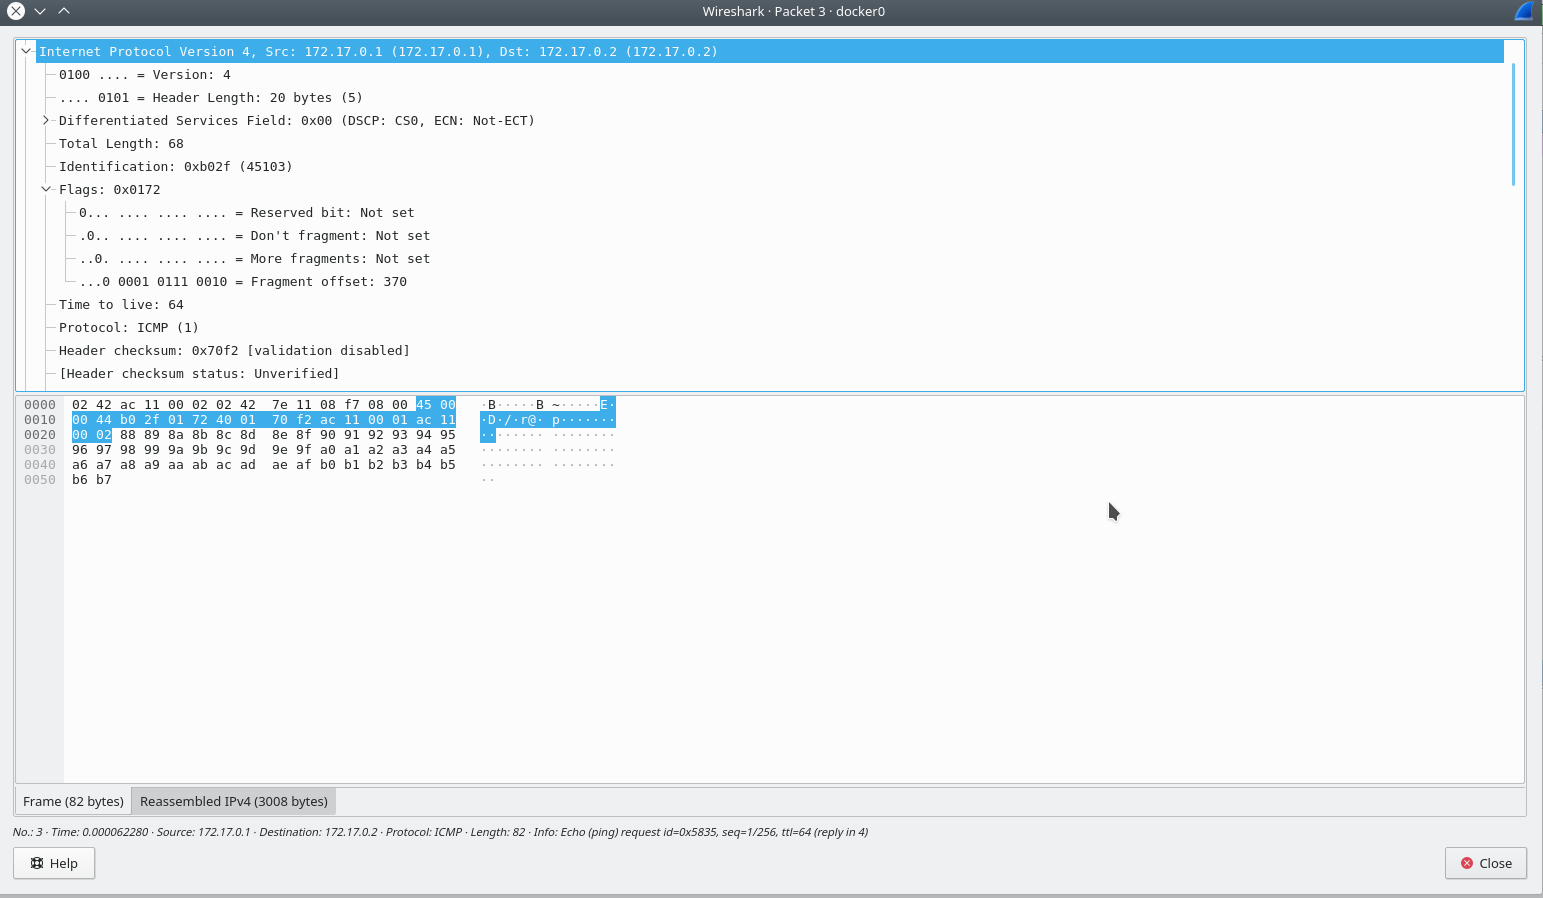 Wireshark · Packet 3 · docker0
Internet Protocol Version 4, Src: 172.17.0.1 (172.17.0.1), Dst: 172.17.0.2 (172.17.0.2)
0100 .... = Version: 4
.... 0101 = Header Length: 20 bytes (5)
Differentiated Services Field: 0x00 (DSCP: CS0, ECN: Not-ECT)
Total Length: 68
Identification: 0xb02f (45103)
Flags: 0x0172
0... .... .... .... = Reserved bit: Not set
.0.. .... .... .... = Don't fragment: Not set
..0. .... .... .... = More fragments: Not set
...0 0001 0111 0010 = Fragment offset: 370
Time to live: 64
Protocol: ICMP (1)
Header checksum: 0x70f2 [validation disabled]
[Header checksum status: Unverified]
0000 02 42 ac 11 00 02 02 42 7e 11 08 f7 08 00 45 00 ·B·····B ~·····E·
0010 00 44 b0 2f 01 72 40 01 70 f2 ac 11 00 01 ac 11 ·D·/·r@· p·······
0020 00 02 88 89 8a 8b 8c 8d 8e 8f 90 91 92 93 94 95 ········ ········
0030 96 97 98 99 9a 9b 9c 9d 9e 9f a0 a1 a2 a3 a4 a5 ········ ········
0040 a6 a7 a8 a9 aa ab ac ad ae af b0 b1 b2 b3 b4 b5 ········ ········
0050 b6 b7 ··
Frame (82 bytes) Reassembled IPv4 (3008 bytes)
No.: 3 · Time: 0.000062280 · Source: 172.17.0.1 · Destination: 172.17.0.2 · Protocol: ICMP · Length: 82 · Info: Echo (ping) request id=0x5835, seq=1/256, ttl=64 (reply in 4)
Help Close